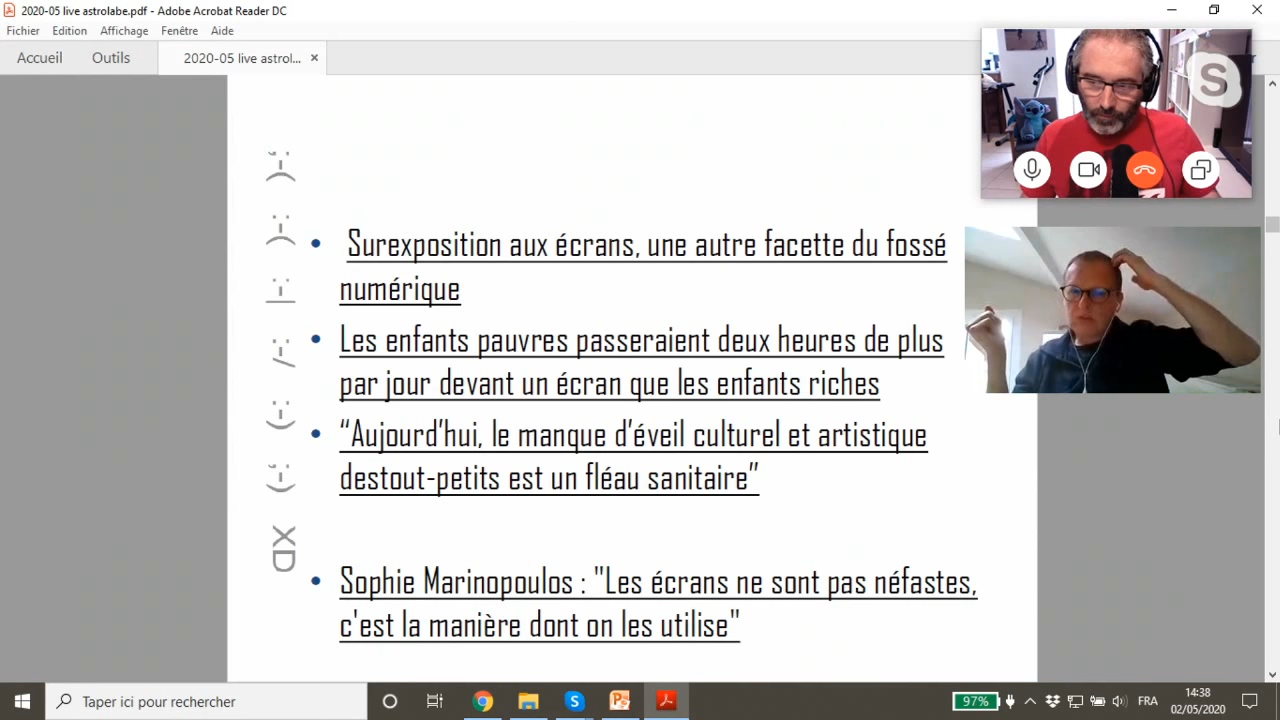 2020-05 live astrolabe.pdf - Adobe Acrobat Reader DC
Fichier Edition Affichage Fenêtre Aide
Accueil Outils 2020-05 live astrol... ×
:'-(
:-(
:-|
:-/
:-)
;-)
XD
• Surexposition aux écrans, une autre facette du fossé
numérique
• Les enfants pauvres passeraient deux heures de plus
par jour devant un écran que les enfants riches
• “Aujourd’hui, le manque d’éveil culturel et artistique
destout-petits est un fléau sanitaire”
• Sophie Marinopoulos : "Les écrans ne sont pas néfastes,
c'est la manière dont on les utilise"
Taper ici pour rechercher
97%
FRA
14:38
02/05/2020